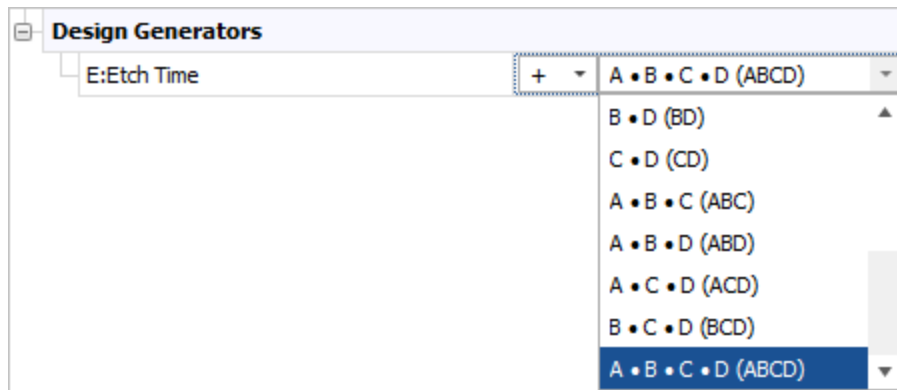 Design Generators
E:Etch Time + A • B • C • D (ABCD)
B • D (BD)
C • D (CD)
A • B • C (ABC)
A • B • D (ABD)
A • C • D (ACD)
B • C • D (BCD)
A • B • C • D (ABCD)